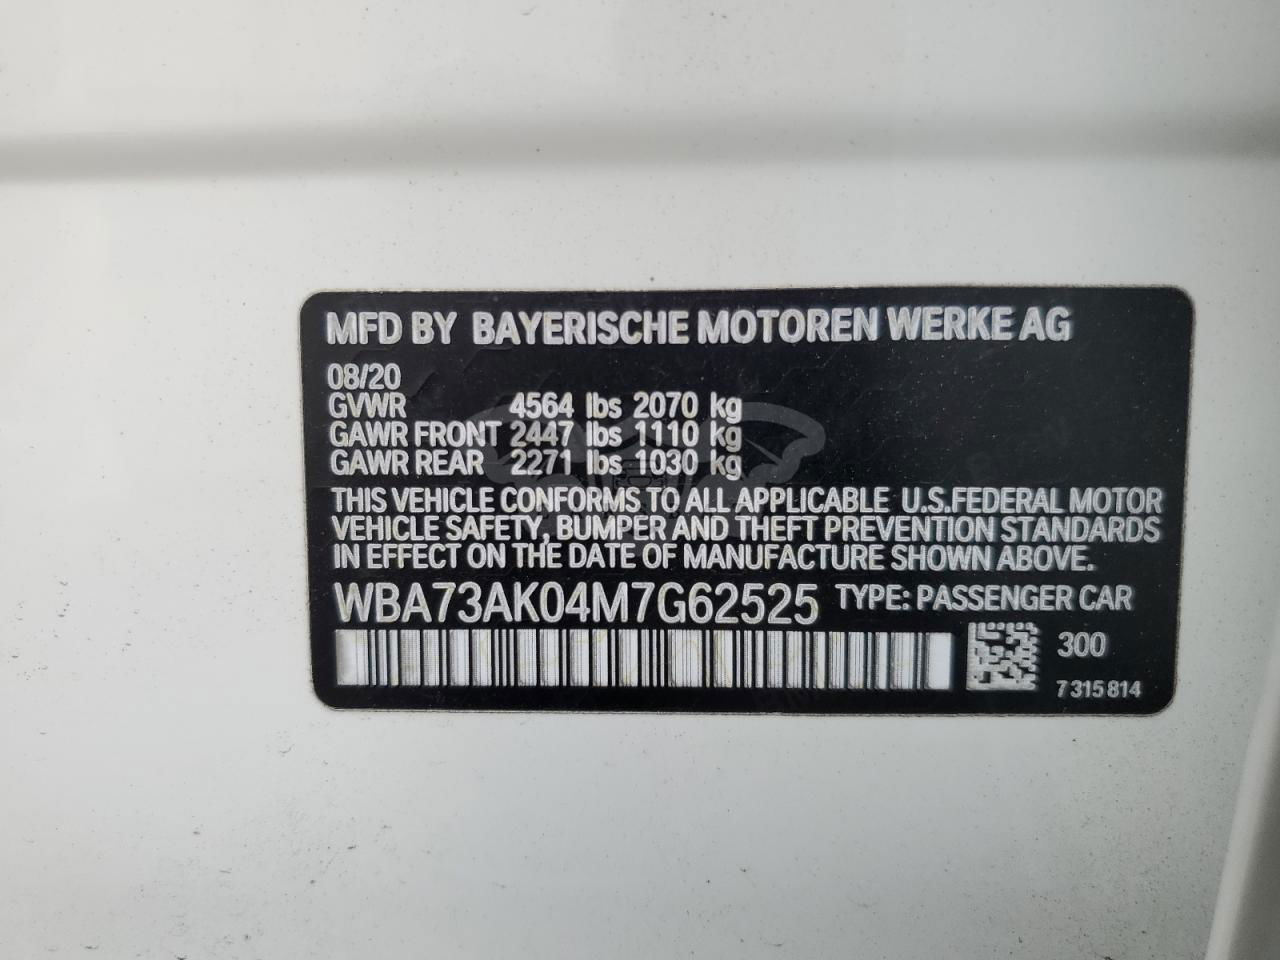 MFD BY BAYERISCHE MOTOREN WERKE AG
08/20
GVWR 4564 lbs 2070 kg
GAWR FRONT 2447 lbs 1110 kg
GAWR REAR 2271 lbs 1030 kg
THIS VEHICLE CONFORMS TO ALL APPLICABLE U.S.FEDERAL MOTOR
VEHICLE SAFETY, BUMPER AND THEFT PREVENTION STANDARDS
IN EFFECT ON THE DATE OF MANUFACTURE SHOWN ABOVE.
WBA73AK04M7G62525 TYPE: PASSENGER CAR
300
7 315 814